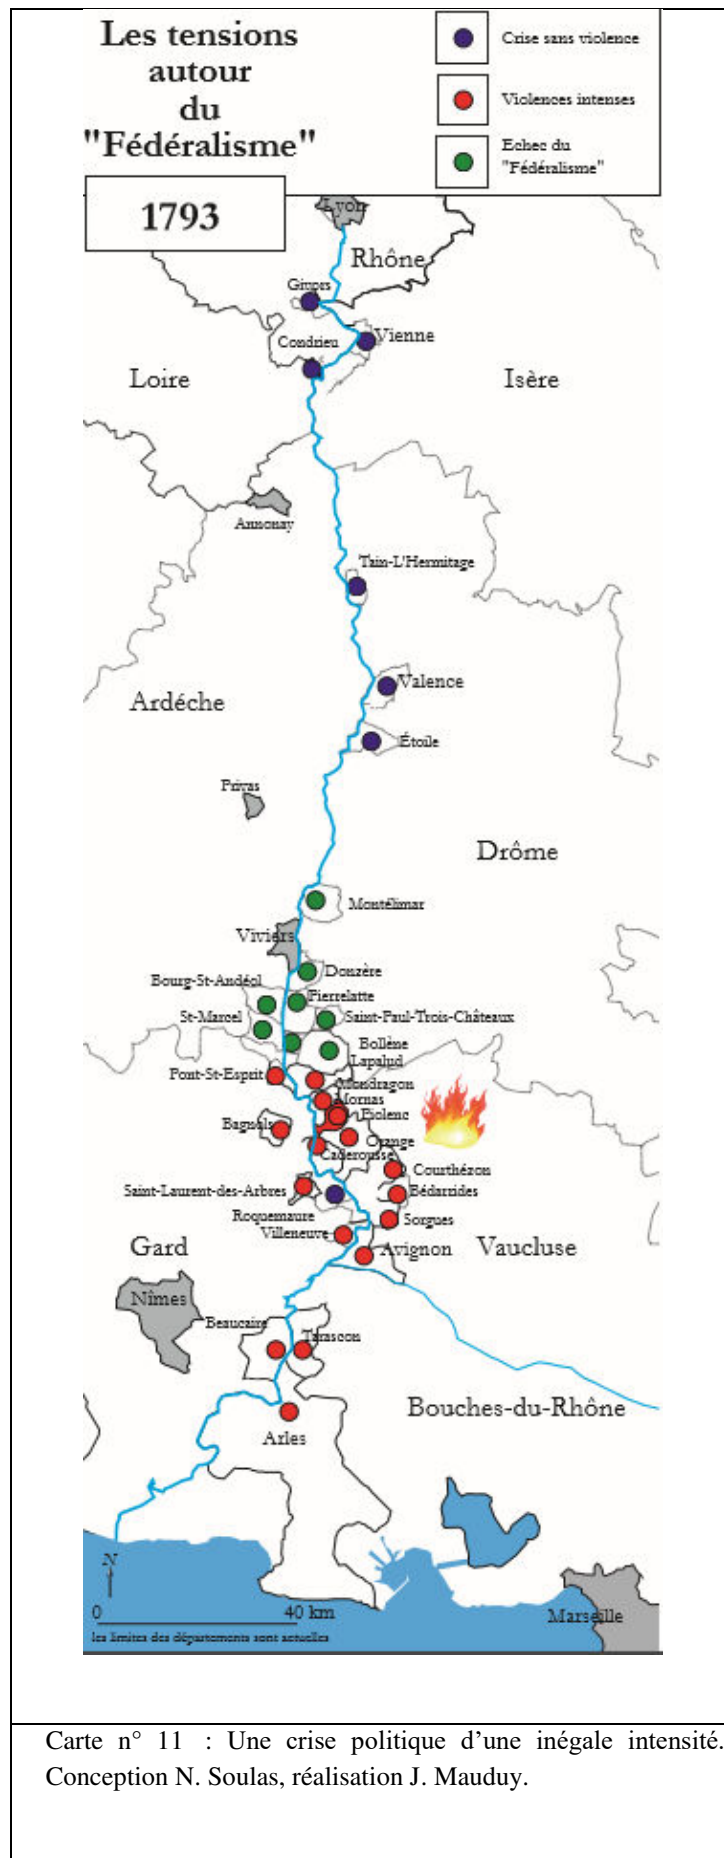 Les tensions
autour
du
"Fédéralisme"
1793
Crise sans violence
Violences intenses
Echec du
"Fédéralisme"
Lyon
Rhône
Givors
Vienne
Condrieu
Loire
Isère
Annonay
Tain-L'Hermitage
Valence
Ardéche
Étoile
Privas
Drôme
Montélimar
Viviers
Donzère
Bourg-St-Andéol
Pierrelatte
St-Marcel
Saint-Paul-Trois-Châteaux
Bollène
Lapalud
Pont-St-Esprit
Mondragon
Mornas
Piolenc
Bagnols
Orange
Caderousse
Courthézon
Saint-Laurent-des-Arbres
Bédarrides
Roquemaure
Sorgues
Villeneuve
Avignon
Gard
Vaucluse
Nîmes
Beaucaire
Tarascon
Bouches-du-Rhône
Arles
N
0 40 km
Marseille
les limites des départements sont actuelles
Carte n° 11 : Une crise politique d'une inégale intensité.
Conception N. Soulas, réalisation J. Mauduy.